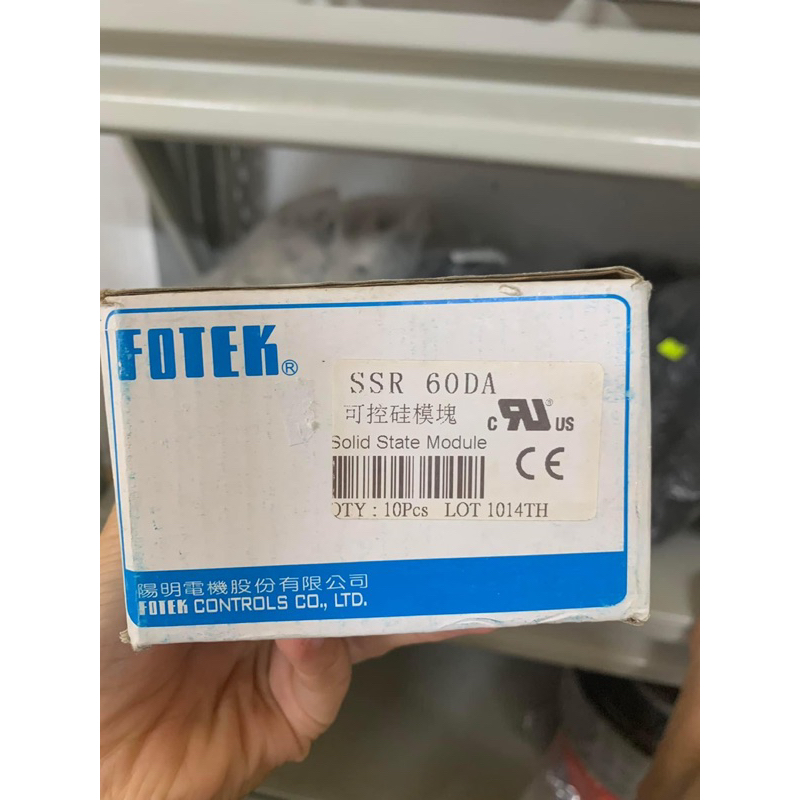 FOTEK®
SSR 60DA
可控硅模塊
Solid State Module
c RU® US
CE
QTY : 10Pcs LOT 1014TH
陽明電機股份有限公司
FOTEK CONTROLS CO., LTD.